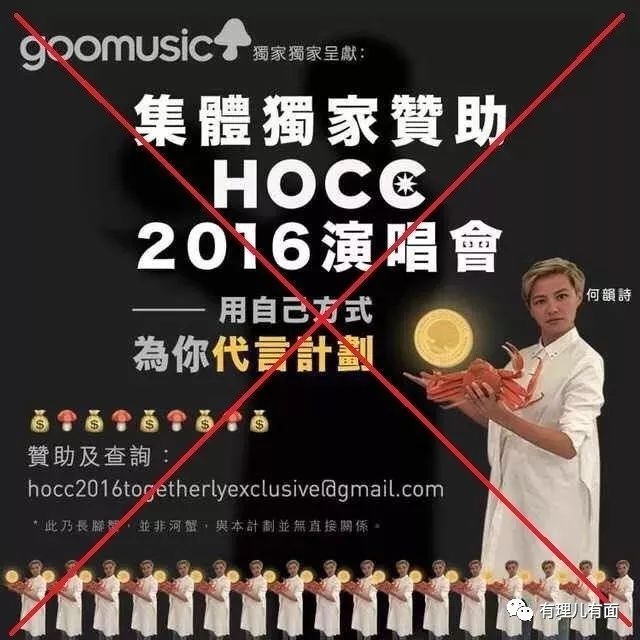 goomusic 獨家獨家呈獻：
集體獨家贊助
HOCC
2016演唱會
—— 用自己方式
為你代言計劃
何韻詩
贊助及查詢：
hocc2016togetherlyexclusive@gmail.com
*此乃長腳蟹，並非河蟹，與本計劃並無直接關係。
有理儿有面